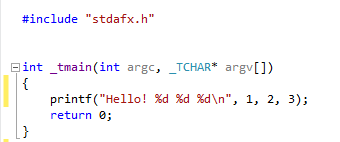 #include "stdafx.h"
int _tmain(int argc, _TCHAR* argv[])
{
printf("Hello! %d %d %d\n", 1, 2, 3);
return 0;
}